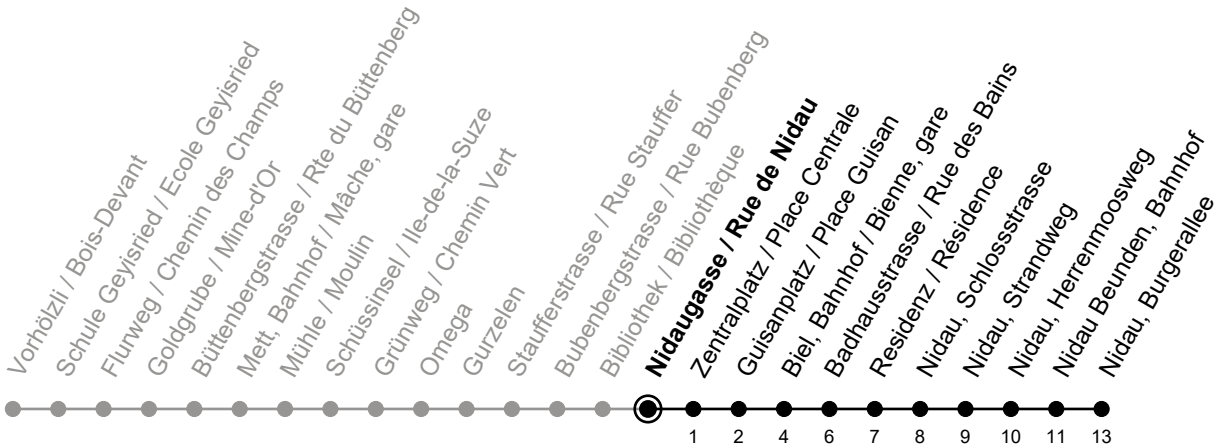 Vorhölzli / Bois-Devant
Schule Geyisried / Ecole Geyisried
Flurweg / Chemin des Champs
Goldgrube / Mine-d'Or
Büttenbergstrasse / Rte du Büttenberg
Mett, Bahnhof / Mâche, gare
Mühle / Moulin
Schüssinsel / Ile-de-la-Suze
Grünweg / Chemin Vert
Omega
Gurzelen
Staufferstrasse / Rue Stauffer
Bubenbergstrasse / Rue Bubenberg
Bibliothek / Bibliothèque
Nidaugasse / Rue de Nidau
Zentralplatz / Place Centrale
Guisanplatz / Place Guisan
Biel, Bahnhof / Bienne, gare
Badhausstrasse / Rue des Bains
Residenz / Résidence
Nidau, Schlossstrasse
Nidau, Strandweg
Nidau, Herrenmoosweg
Nidau Beunden, Bahnhof
Nidau, Burgerallee
1 2 4 6 7 8 9 10 11 13